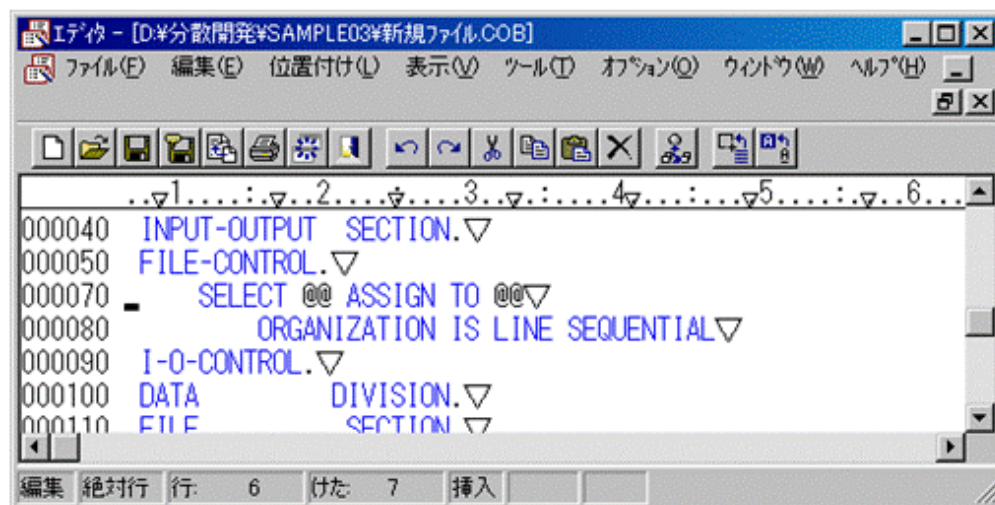 エディタ - [D:¥分散開発¥SAMPLE03¥新規ファイル.COB]
ファイル(F) 編集(E) 位置付け(L) 表示(V) ツール(T) オプション(O) ウィンドウ(W) ヘルプ(H)
..▽1....:.▽..2....▽....3..▽.:....4▽...:...▽5....:.▽..6...
000040 INPUT-OUTPUT SECTION.▽
000050 FILE-CONTROL.▽
000070 SELECT @@ ASSIGN TO @@▽
000080 ORGANIZATION IS LINE SEQUENTIAL▽
000090 I-O-CONTROL.▽
000100 DATA DIVISION.▽
000110 FILE SECTION.▽
編集 絶対行 行: 6 けた: 7 挿入